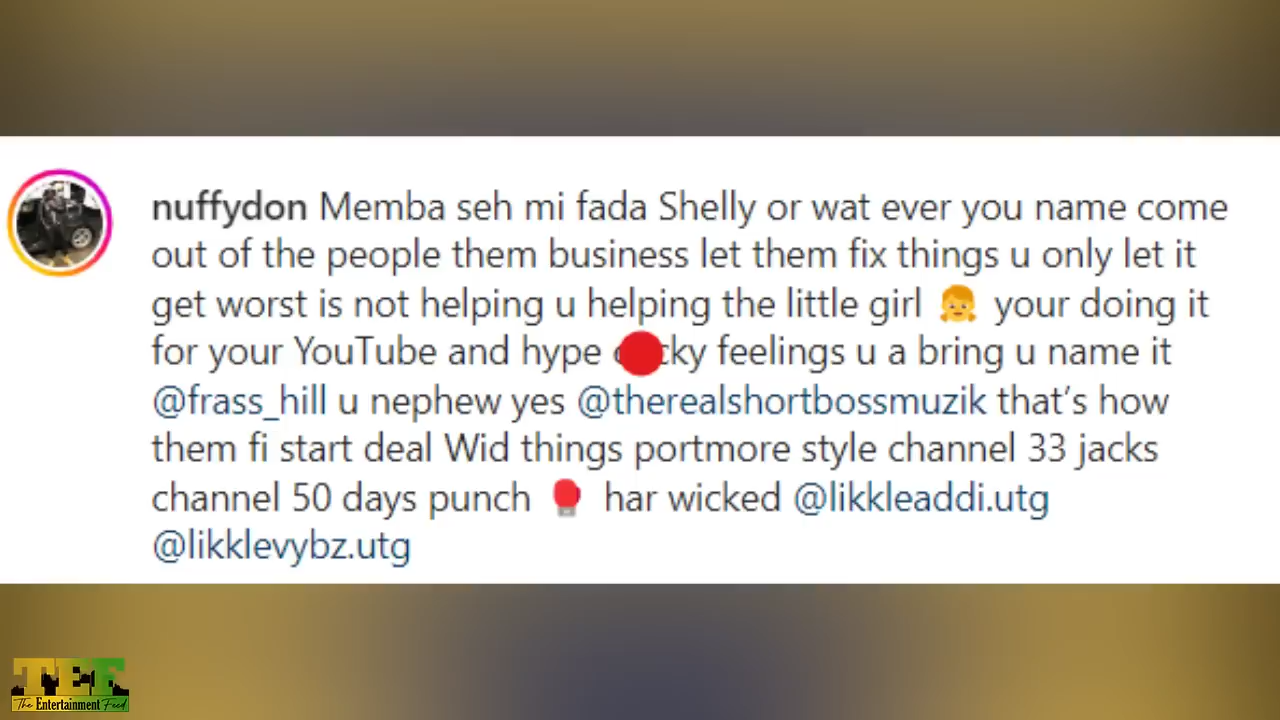 nuffydon Memba seh mi fada Shelly or wat ever you name come
out of the people them business let them fix things u only let it
get worst is not helping u helping the little girl 👧 your doing it
for your YouTube and hype feelings u a bring u name it
@frass_hill u nephew yes @therealshortbossmuzik that's how
them fi start deal Wid things portmore style channel 33 jacks
channel 50 days punch 🥊 har wicked @likkleaddi.utg
@likklevybz.utg
TEF
The Entertainment Feed